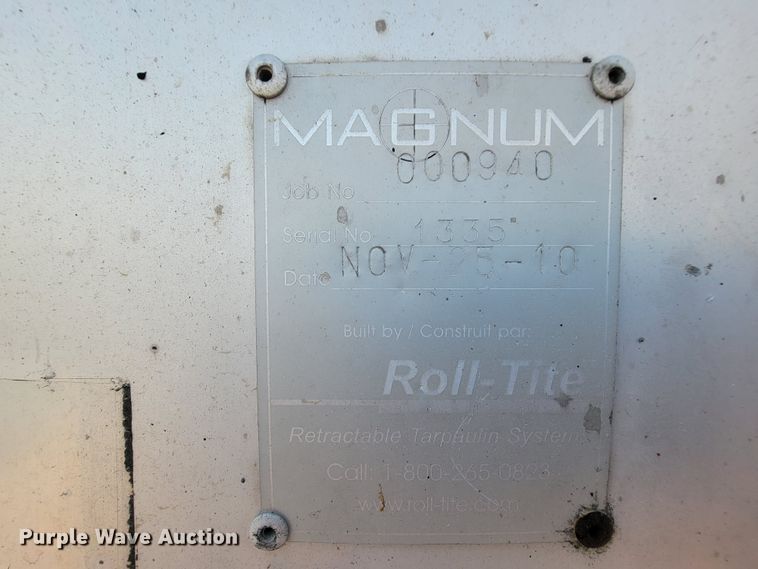 MAGNUM
Job No 000940
Serial No. 1335
Date NOV-25-10
Built by / Construit par:
Roll-Tite
Retractable Tarpaulin Systems
Call: 1-800-265-0823
www.roll-tite.com
Purple Wave Auction